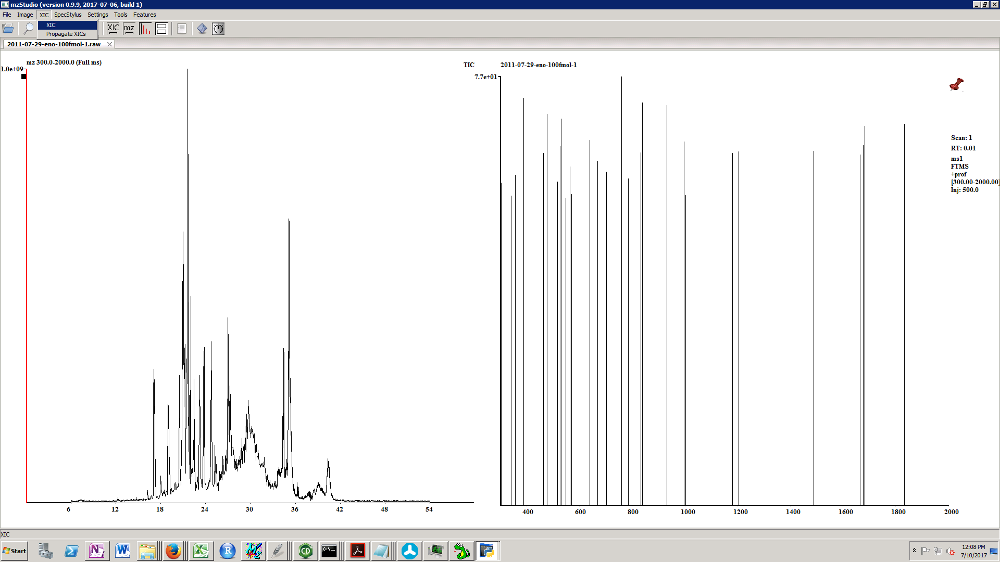 mzStudio (version 0.9.9, 2017-07-06, build 1)
File Image XIC SpecStylus Settings Tools Features
XIC
Propagate XICs
XIC mz
2011-07-29-eno-100fmol-1.raw
mz 300.0-2000.0 (Full ms)
1.0e+09
TIC
6 12 18 24 30 36 42 48 54
2011-07-29-eno-100fmol-1
7.7e+01
Scan: 1
RT: 0.01
ms1
FTMS
+prof
[300.00-2000.00]
Inj: 500.0
400 600 800 1000 1200 1400 1600 1800 2000
XIC
Start
N
W
X
R
CD
C:\
12:08 PM
7/10/2017